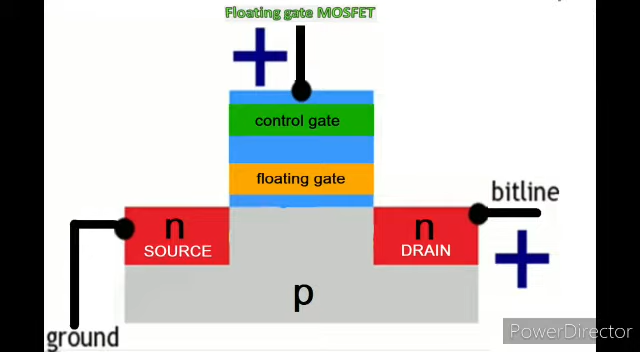 Floating gate MOSFET
+
control gate
floating gate
bitline
n
SOURCE
n
DRAIN
+
p
ground
PowerDirector